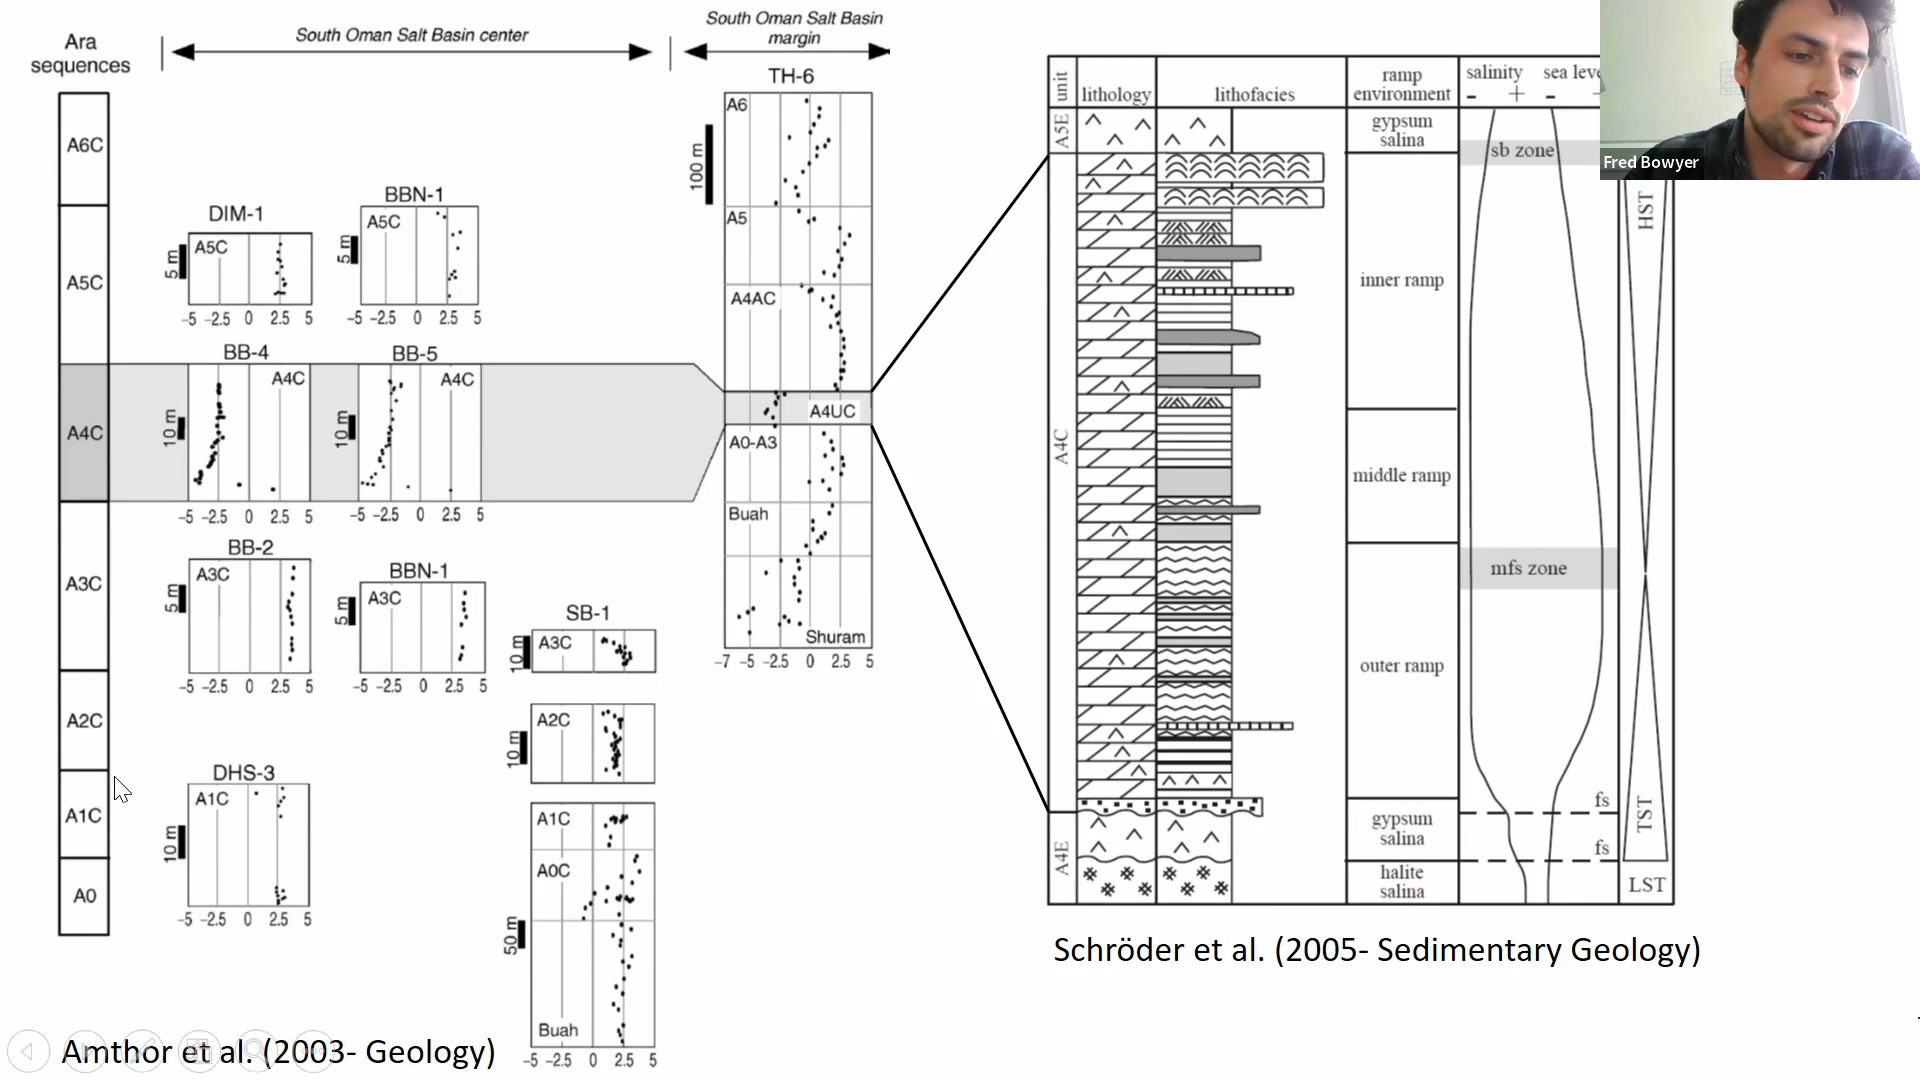 South Oman Salt Basin
margin
South Oman Salt Basin center
Ara
sequences
TH-6
A6C
A5C
A4C
A3C
A2C
A1C
A0
DIM-1
A5C
5 m
-5 -2.5 0 2.5 5
BBN-1
A5C
5 m
-5 -2.5 0 2.5 5
BB-4
A4C
10 m
-5 -2.5 0 2.5 5
BB-5
A4C
10 m
-5 -2.5 0 2.5 5
BB-2
A3C
5 m
-5 -2.5 0 2.5 5
BBN-1
A3C
5 m
-5 -2.5 0 2.5 5
SB-1
A3C
10 m
A2C
10 m
A1C
A0C
50 m
Buah
-5 -2.5 0 2.5 5
DHS-3
A1C
10 m
-5 -2.5 0 2.5 5
100 m
A6
A5
A4AC
A4UC
A0-A3
Buah
Shuram
-7 -5 -2.5 0 2.5 5
unit
lithology
lithofacies
ramp
environment
salinity
- +
sea leve
-
A5E
A4C
A4E
gypsum
salina
inner ramp
middle ramp
outer ramp
gypsum
salina
halite
salina
sb zone
mfs zone
fs
fs
HST
TST
LST
Fred Bowyer
Schröder et al. (2005- Sedimentary Geology)
Amthor et al. (2003- Geology)